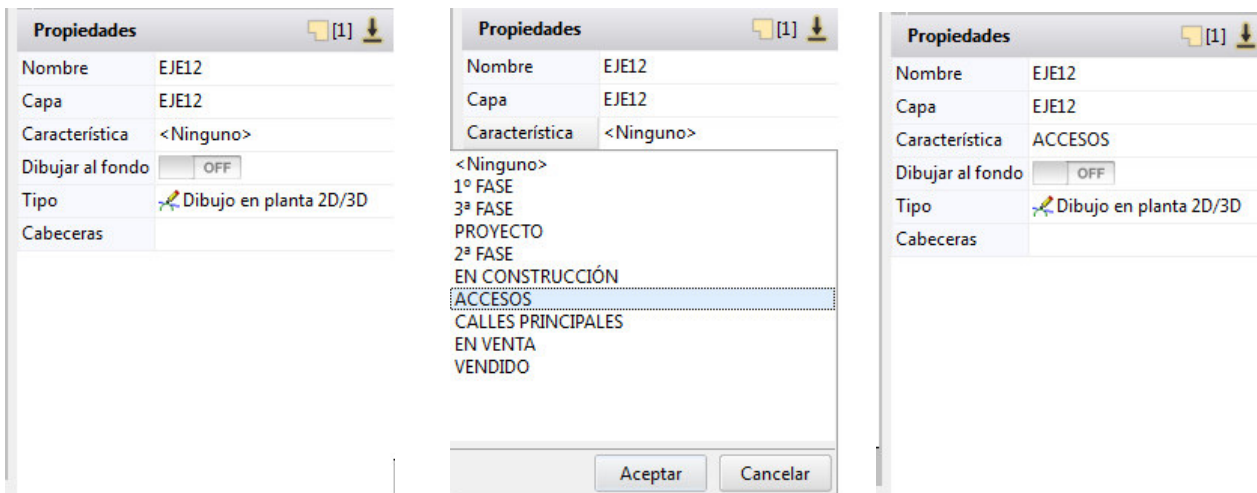 Propiedades [1]
Nombre EJE12
Capa EJE12
Característica <Ninguno>
Dibujar al fondo OFF
Tipo Dibujo en planta 2D/3D
Cabeceras
Propiedades [1]
Nombre EJE12
Capa EJE12
Característica <Ninguno>
<Ninguno>
1º FASE
3ª FASE
PROYECTO
2ª FASE
EN CONSTRUCCIÓN
ACCESOS
CALLES PRINCIPALES
EN VENTA
VENDIDO
Aceptar Cancelar
Propiedades [1]
Nombre EJE12
Capa EJE12
Característica ACCESOS
Dibujar al fondo OFF
Tipo Dibujo en planta 2D/3D
Cabeceras